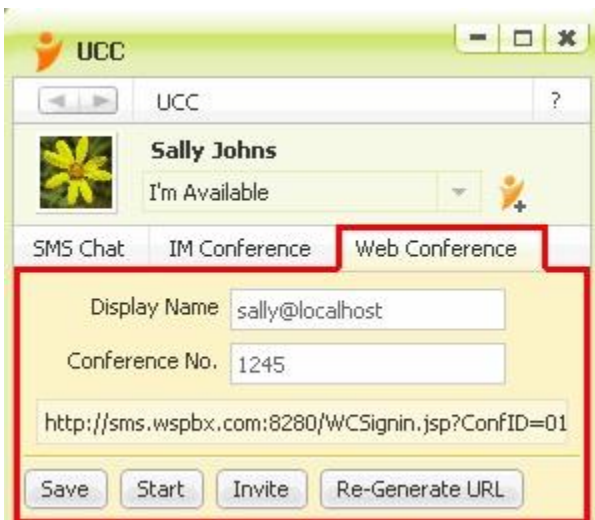 UCC
UCC ?
Sally Johns
I'm Available
SMS Chat IM Conference Web Conference
Display Name sally@localhost
Conference No. 1245
http://sms.wspbx.com:8280/WCSignin.jsp?ConfID=01
Save Start Invite Re-Generate URL